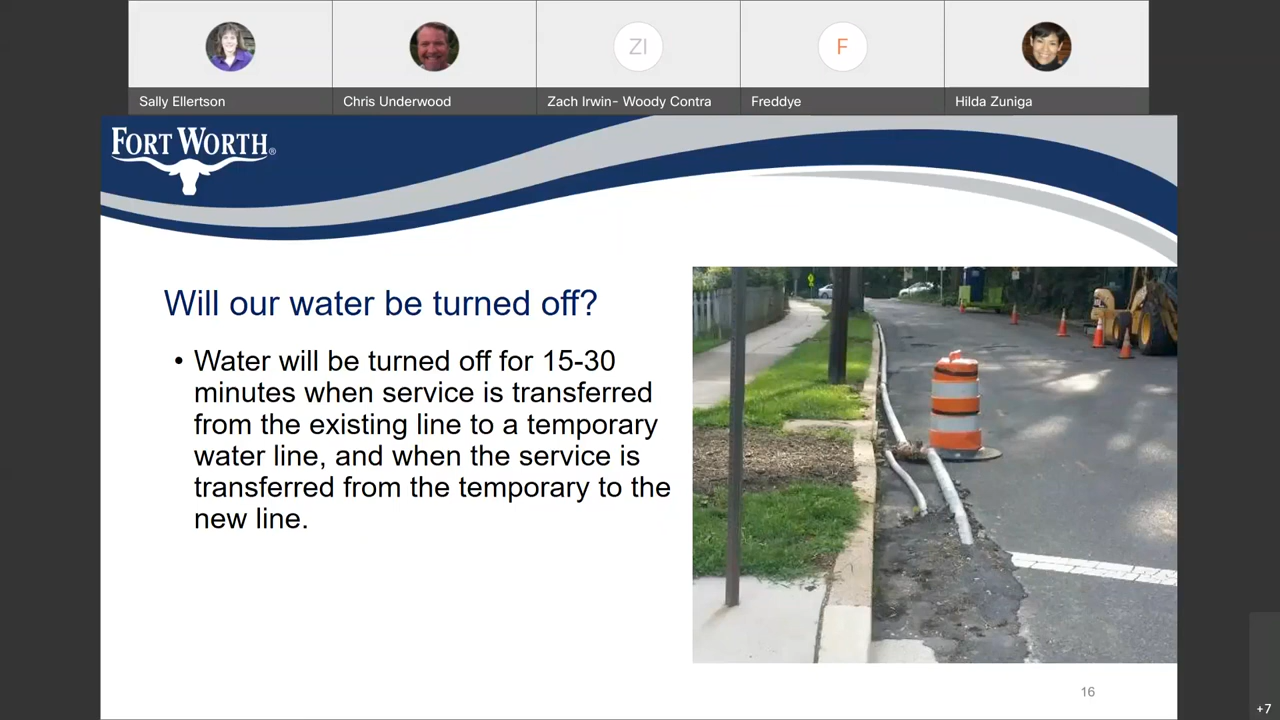 ZI
F
Sally Ellertson
Chris Underwood
Zach Irwin- Woody Contra
Freddye
Hilda Zuniga
FORT WORTH®
Will our water be turned off?
• Water will be turned off for 15-30
minutes when service is transferred
from the existing line to a temporary
water line, and when the service is
transferred from the temporary to the
new line.
16
+7